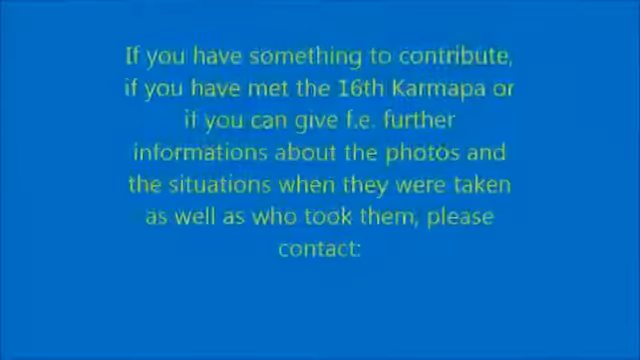 If you have something to contribute,
if you have met the 16th Karmapa or
if you can give f.e. further
informations about the photos and
the situations when they were taken
as well as who took them, please
contact: